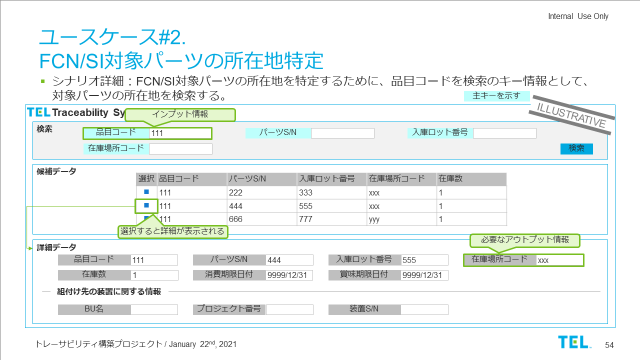 Internal Use Only
ユースケース#2.
FCN/SI対象パーツの所在地特定
▪ シナリオ詳細：FCN/SI対象パーツの所在地を特定するために、品目コードを検索のキー情報として、
対象パーツの所在地を検索する。
主キーを示す
TEL Traceability Sy
インプット情報
ILLUSTRATIVE
検索
品目コード 111 パーツS/N 入庫ロット番号
在庫場所コード 検索
候補データ
選択 品目コード パーツS/N 入庫ロット番号 在庫場所コード 在庫数
■ 111 222 333 xxx 1
■ 111 444 555 xxx 1
111 666 777 yyy 1
選択すると詳細が表示される
必要なアウトプット情報
詳細データ
品目コード 111 パーツS/N 444 入庫ロット番号 555 在庫場所コード xxx
在庫数 1 消費期限日付 9999/12/31 賞味期限日付 9999/12/31
組付け先の装置に関する情報
BU名 プロジェクト番号 装置S/N
トレーサビリティ構築プロジェクト / January 22nd, 2021
TEL
54